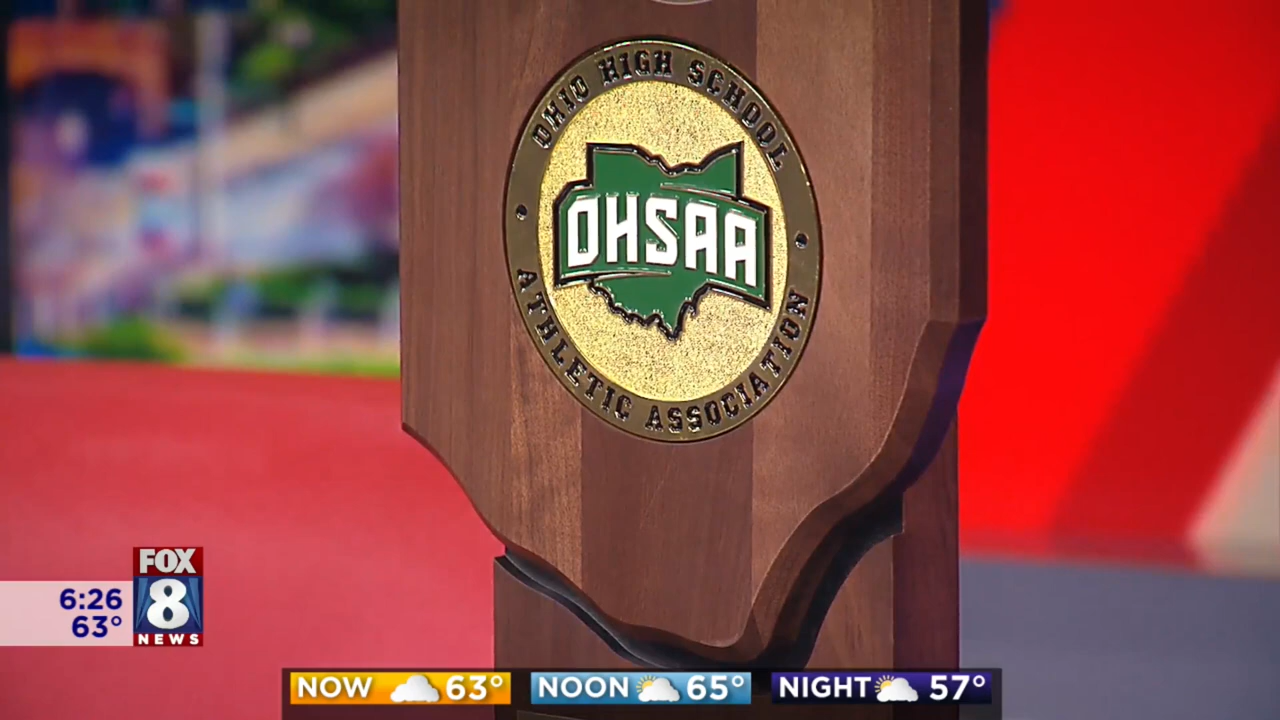 OHIO HIGH SCHOOL
OHSAA
ATHLETIC ASSOCIATION
6:26
63°
FOX
8
NEWS
NOW 63°
NOON 65°
NIGHT 57°